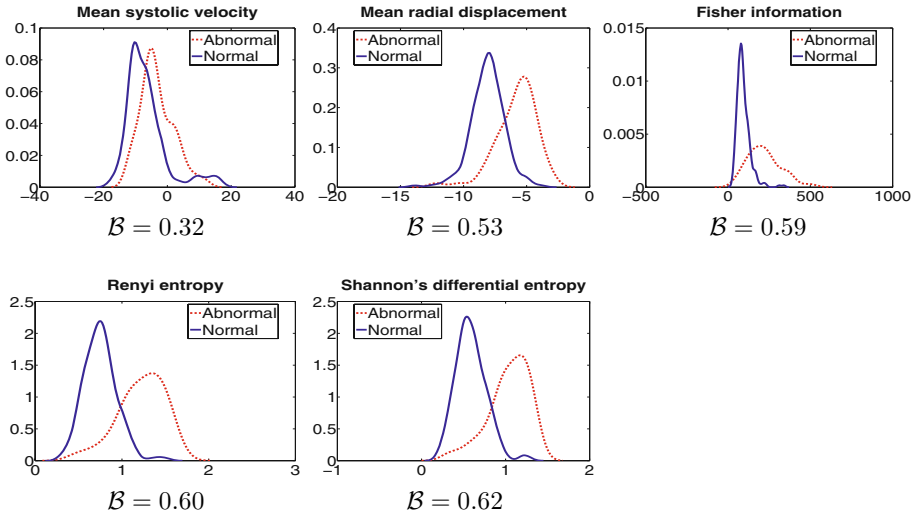 Mean systolic velocity
0.1
0.08
0.06
0.04
0.02
0
−40 −20 0 20 40
Abnormal
Normal
B = 0.32
Mean radial displacement
0.4
0.3
0.2
0.1
0
−20 −15 −10 −5 0
Abnormal
Normal
B = 0.53
Fisher information
0.015
0.01
0.005
0
−500 0 500 1000
Abnormal
Normal
B = 0.59
Renyi entropy
2.5
2
1.5
1
0.5
0
0 1 2 3
Abnormal
Normal
B = 0.60
Shannon's differential entropy
2.5
2
1.5
1
0.5
0
−1 0 1 2
Abnormal
Normal
B = 0.62